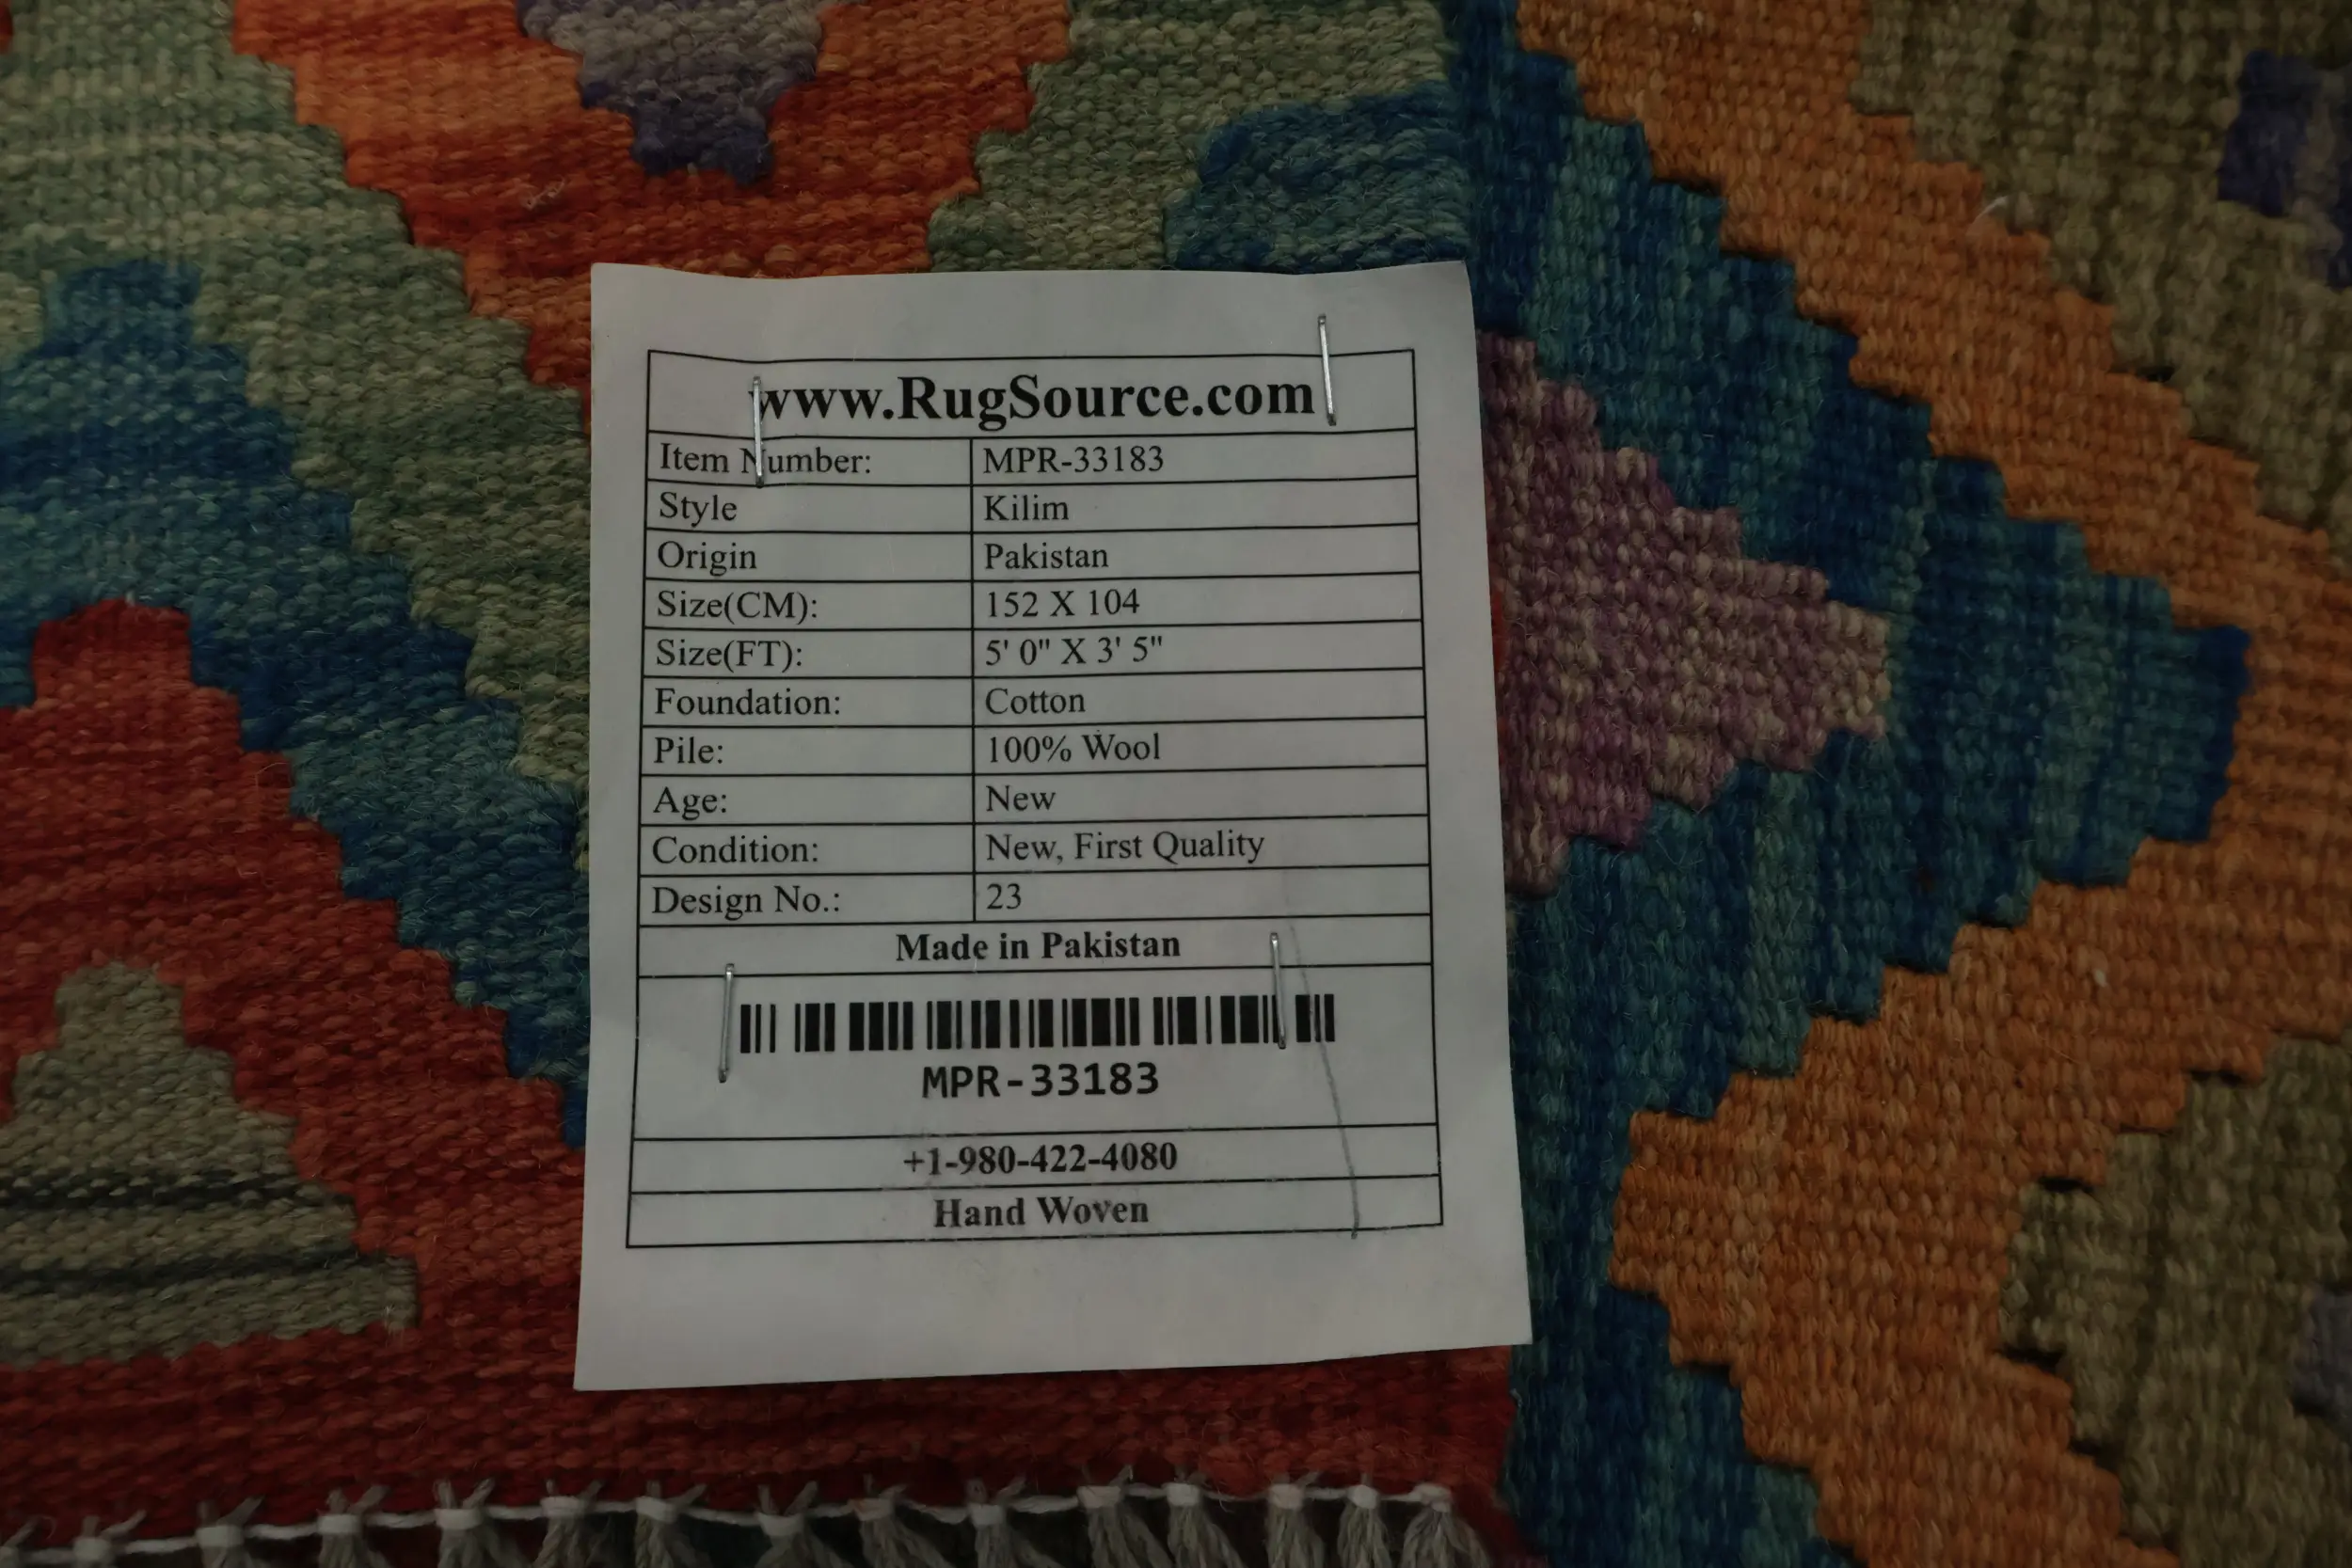 www.RugSource.com
Item Number: MPR-33183
Style Kilim
Origin Pakistan
Size(CM): 152 X 104
Size(FT): 5' 0" X 3' 5"
Foundation: Cotton
Pile: 100% Wool
Age: New
Condition: New, First Quality
Design No.: 23
Made in Pakistan
MPR-33183
+1-980-422-4080
Hand Woven